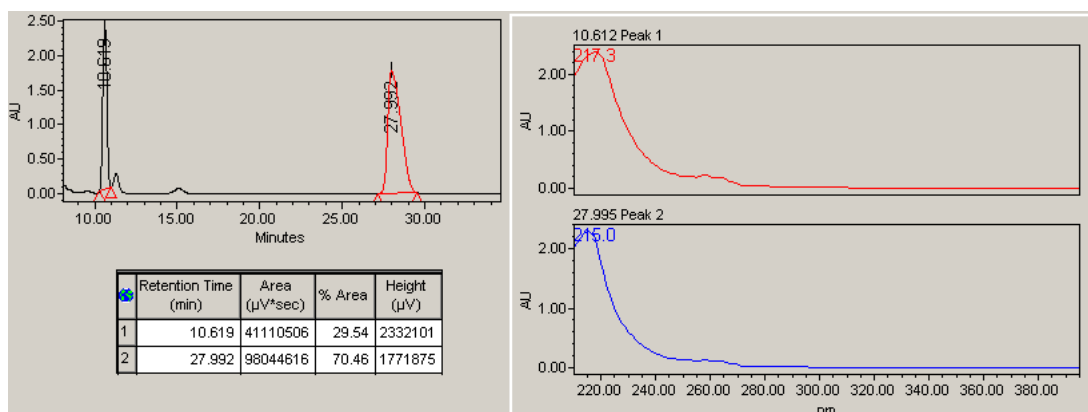 2.50
2.00
1.50
1.00
0.50
0.00
AU
10.619
27.992
10.00 15.00 20.00 25.00 30.00
Minutes
Retention Time (min) Area (µV*sec) % Area Height (µV)
1 10.619 41110506 29.54 2332101
2 27.992 98044616 70.46 1771875
10.612 Peak 1
217.3
2.00
1.00
0.00
AU
27.995 Peak 2
215.0
2.00
1.00
0.00
AU
220.00 240.00 260.00 280.00 300.00 320.00 340.00 360.00 380.00
nm